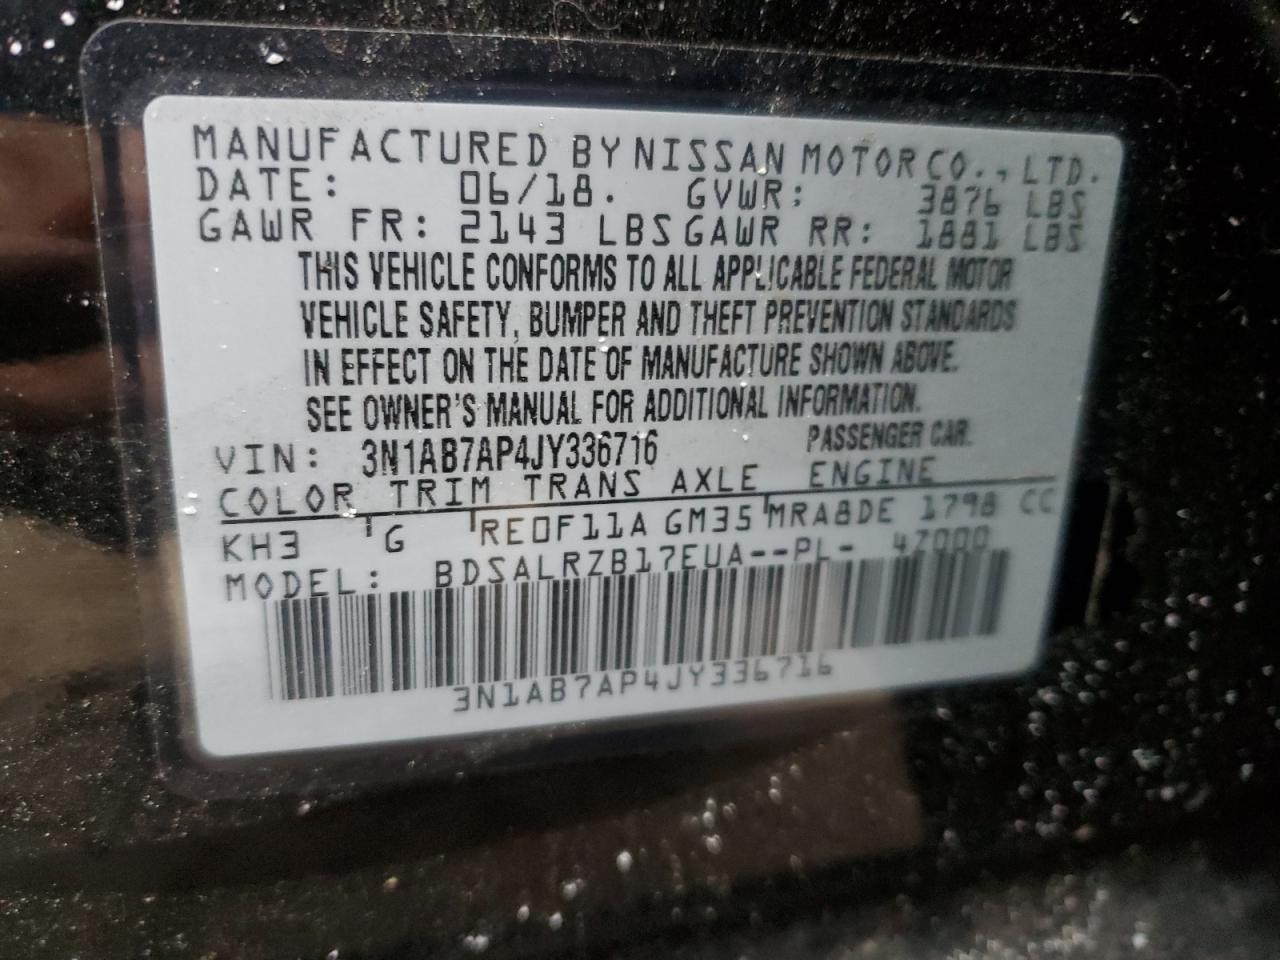 MANUFACTURED BY NISSAN MOTOR CO., LTD.
DATE: 06/18. GVWR: 3876 LBS
GAWR FR: 2143 LBS GAWR RR: 1881 LBS
THIS VEHICLE CONFORMS TO ALL APPLICABLE FEDERAL MOTOR
VEHICLE SAFETY, BUMPER AND THEFT PREVENTION STANDARDS
IN EFFECT ON THE DATE OF MANUFACTURE SHOWN ABOVE.
SEE OWNER'S MANUAL FOR ADDITIONAL INFORMATION.
VIN: 3N1AB7AP4JY336716 PASSENGER CAR.
COLOR TRIM TRANS AXLE ENGINE
KH3 G RE0F11A GM35 MRA8DE 1798 CC
MODEL: BDSALRZB17EUA--PL- 47000
3N1AB7AP4JY336716